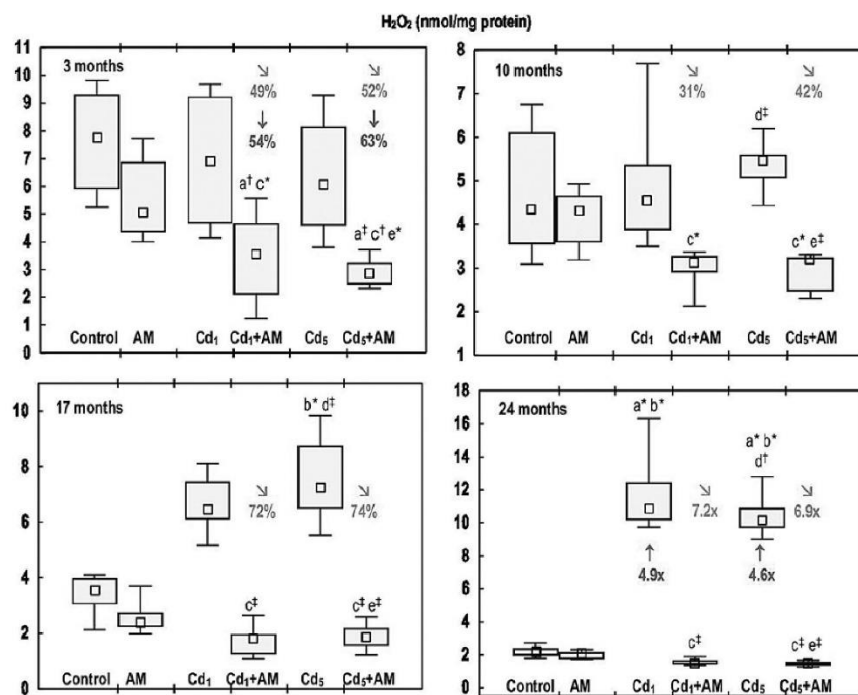 H₂O₂ (nmol/mg protein)
11
10
9
8
7
6
5
4
3
2
1
0
3 months
↘
49%
↓
54%
↘
52%
↓
63%
a† c*
a‡ c† e*
Control AM Cd₁ Cd₁+AM Cd₅ Cd₅+AM
8
7
6
5
4
3
2
1
10 months
↘
31%
↘
42%
d‡
c*
c* e‡
Control AM Cd₁ Cd₁+AM Cd₅ Cd₅+AM
10
8
6
4
2
0
17 months
b* d‡
↘
72%
↘
74%
c‡
c‡ e‡
Control AM Cd₁ Cd₁+AM Cd₅ Cd₅+AM
18
16
14
12
10
8
6
4
2
0
24 months
a* b*
a* b*
d†
↘
7.2x
↘
6.9x
↑
4.9x
↑
4.6x
c‡
c‡ e‡
Control AM Cd₁ Cd₁+AM Cd₅ Cd₅+AM